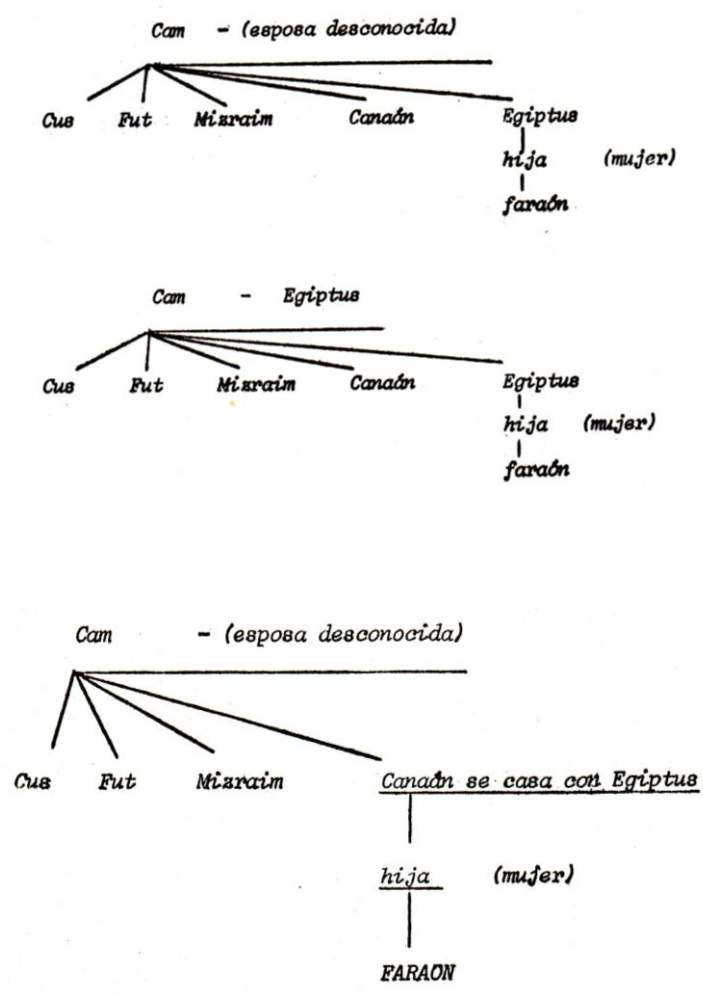 Cam - (esposa desconocida)
Cus Fut Mizraim Canaán Egiptus
hija (mujer)
faraón
Cam - Egiptus
Cus Fut Mizraim Canaán Egiptus
hija (mujer)
faraón
Cam - (esposa desconocida)
Cus Fut Mizraim Canaán se casa con Egiptus
hija (mujer)
FARAON